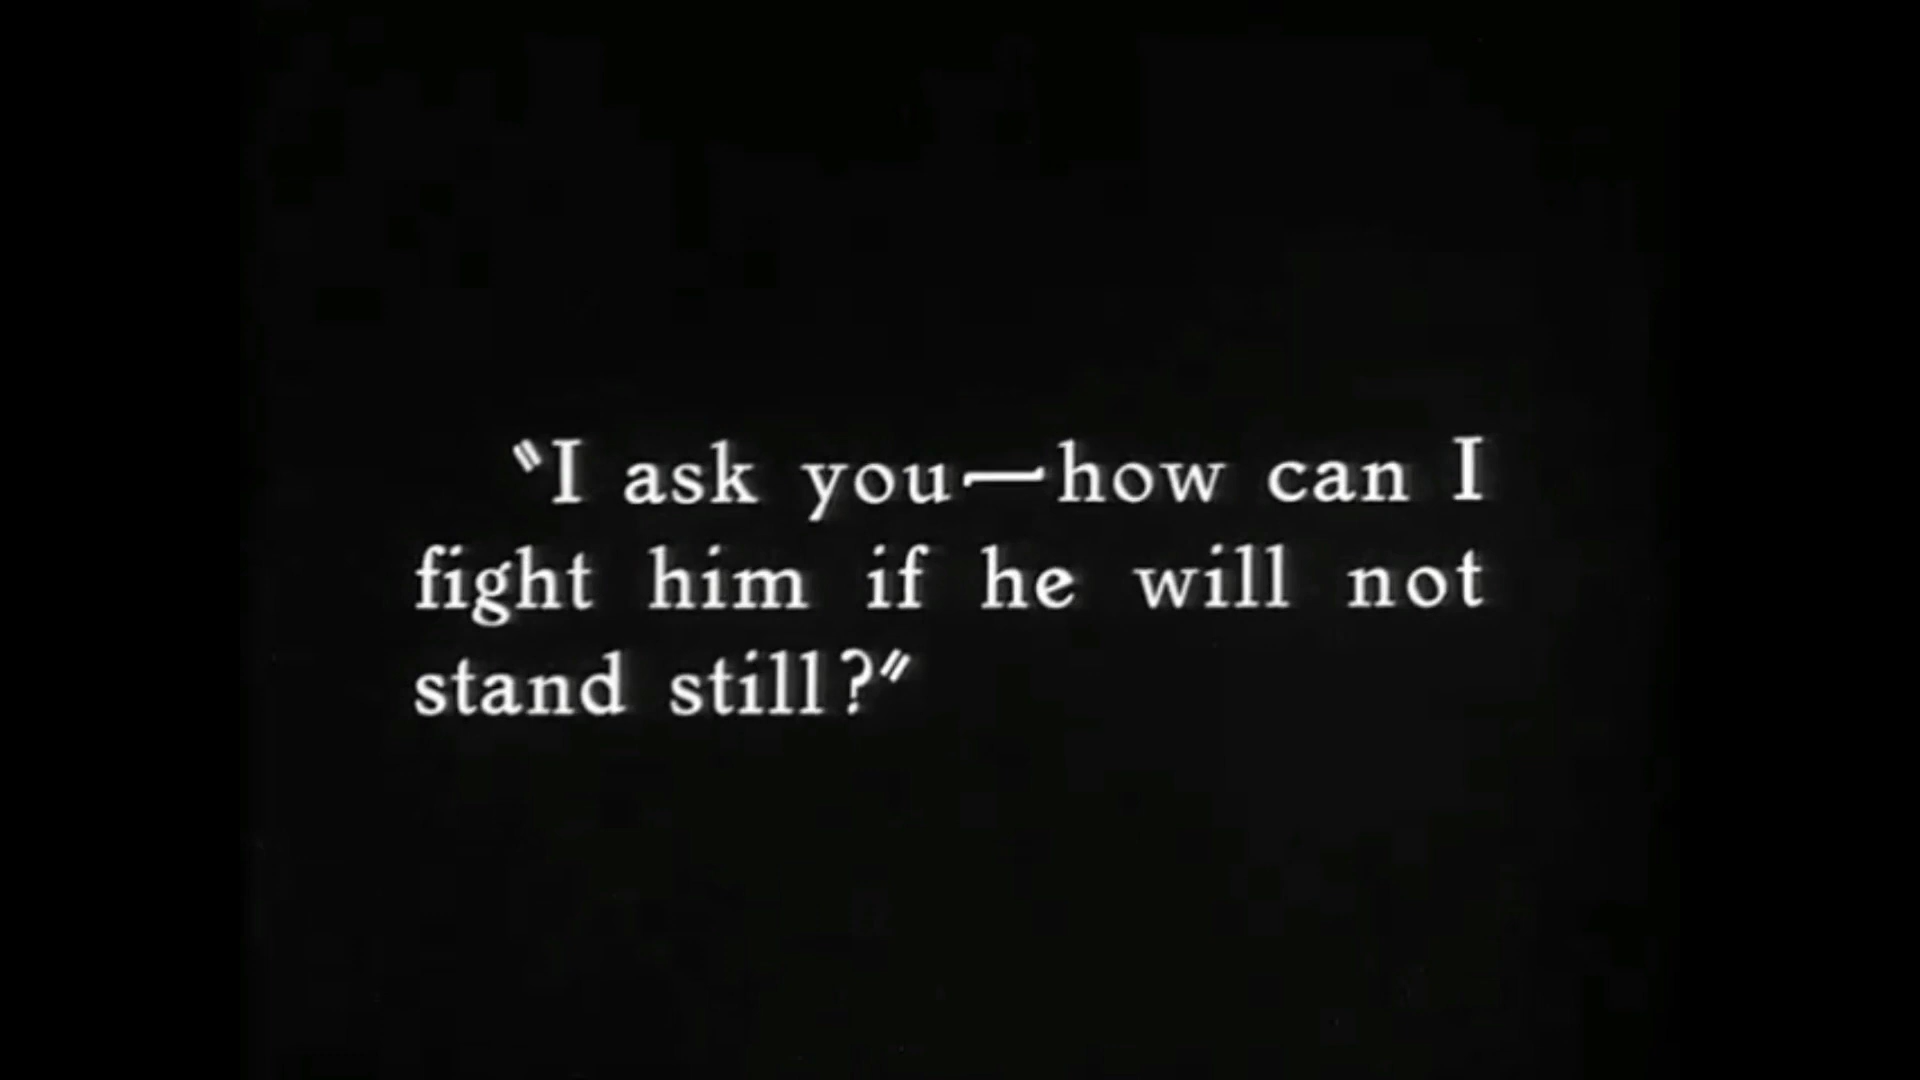 "I ask you—how can I
fight him if he will not
stand still?"